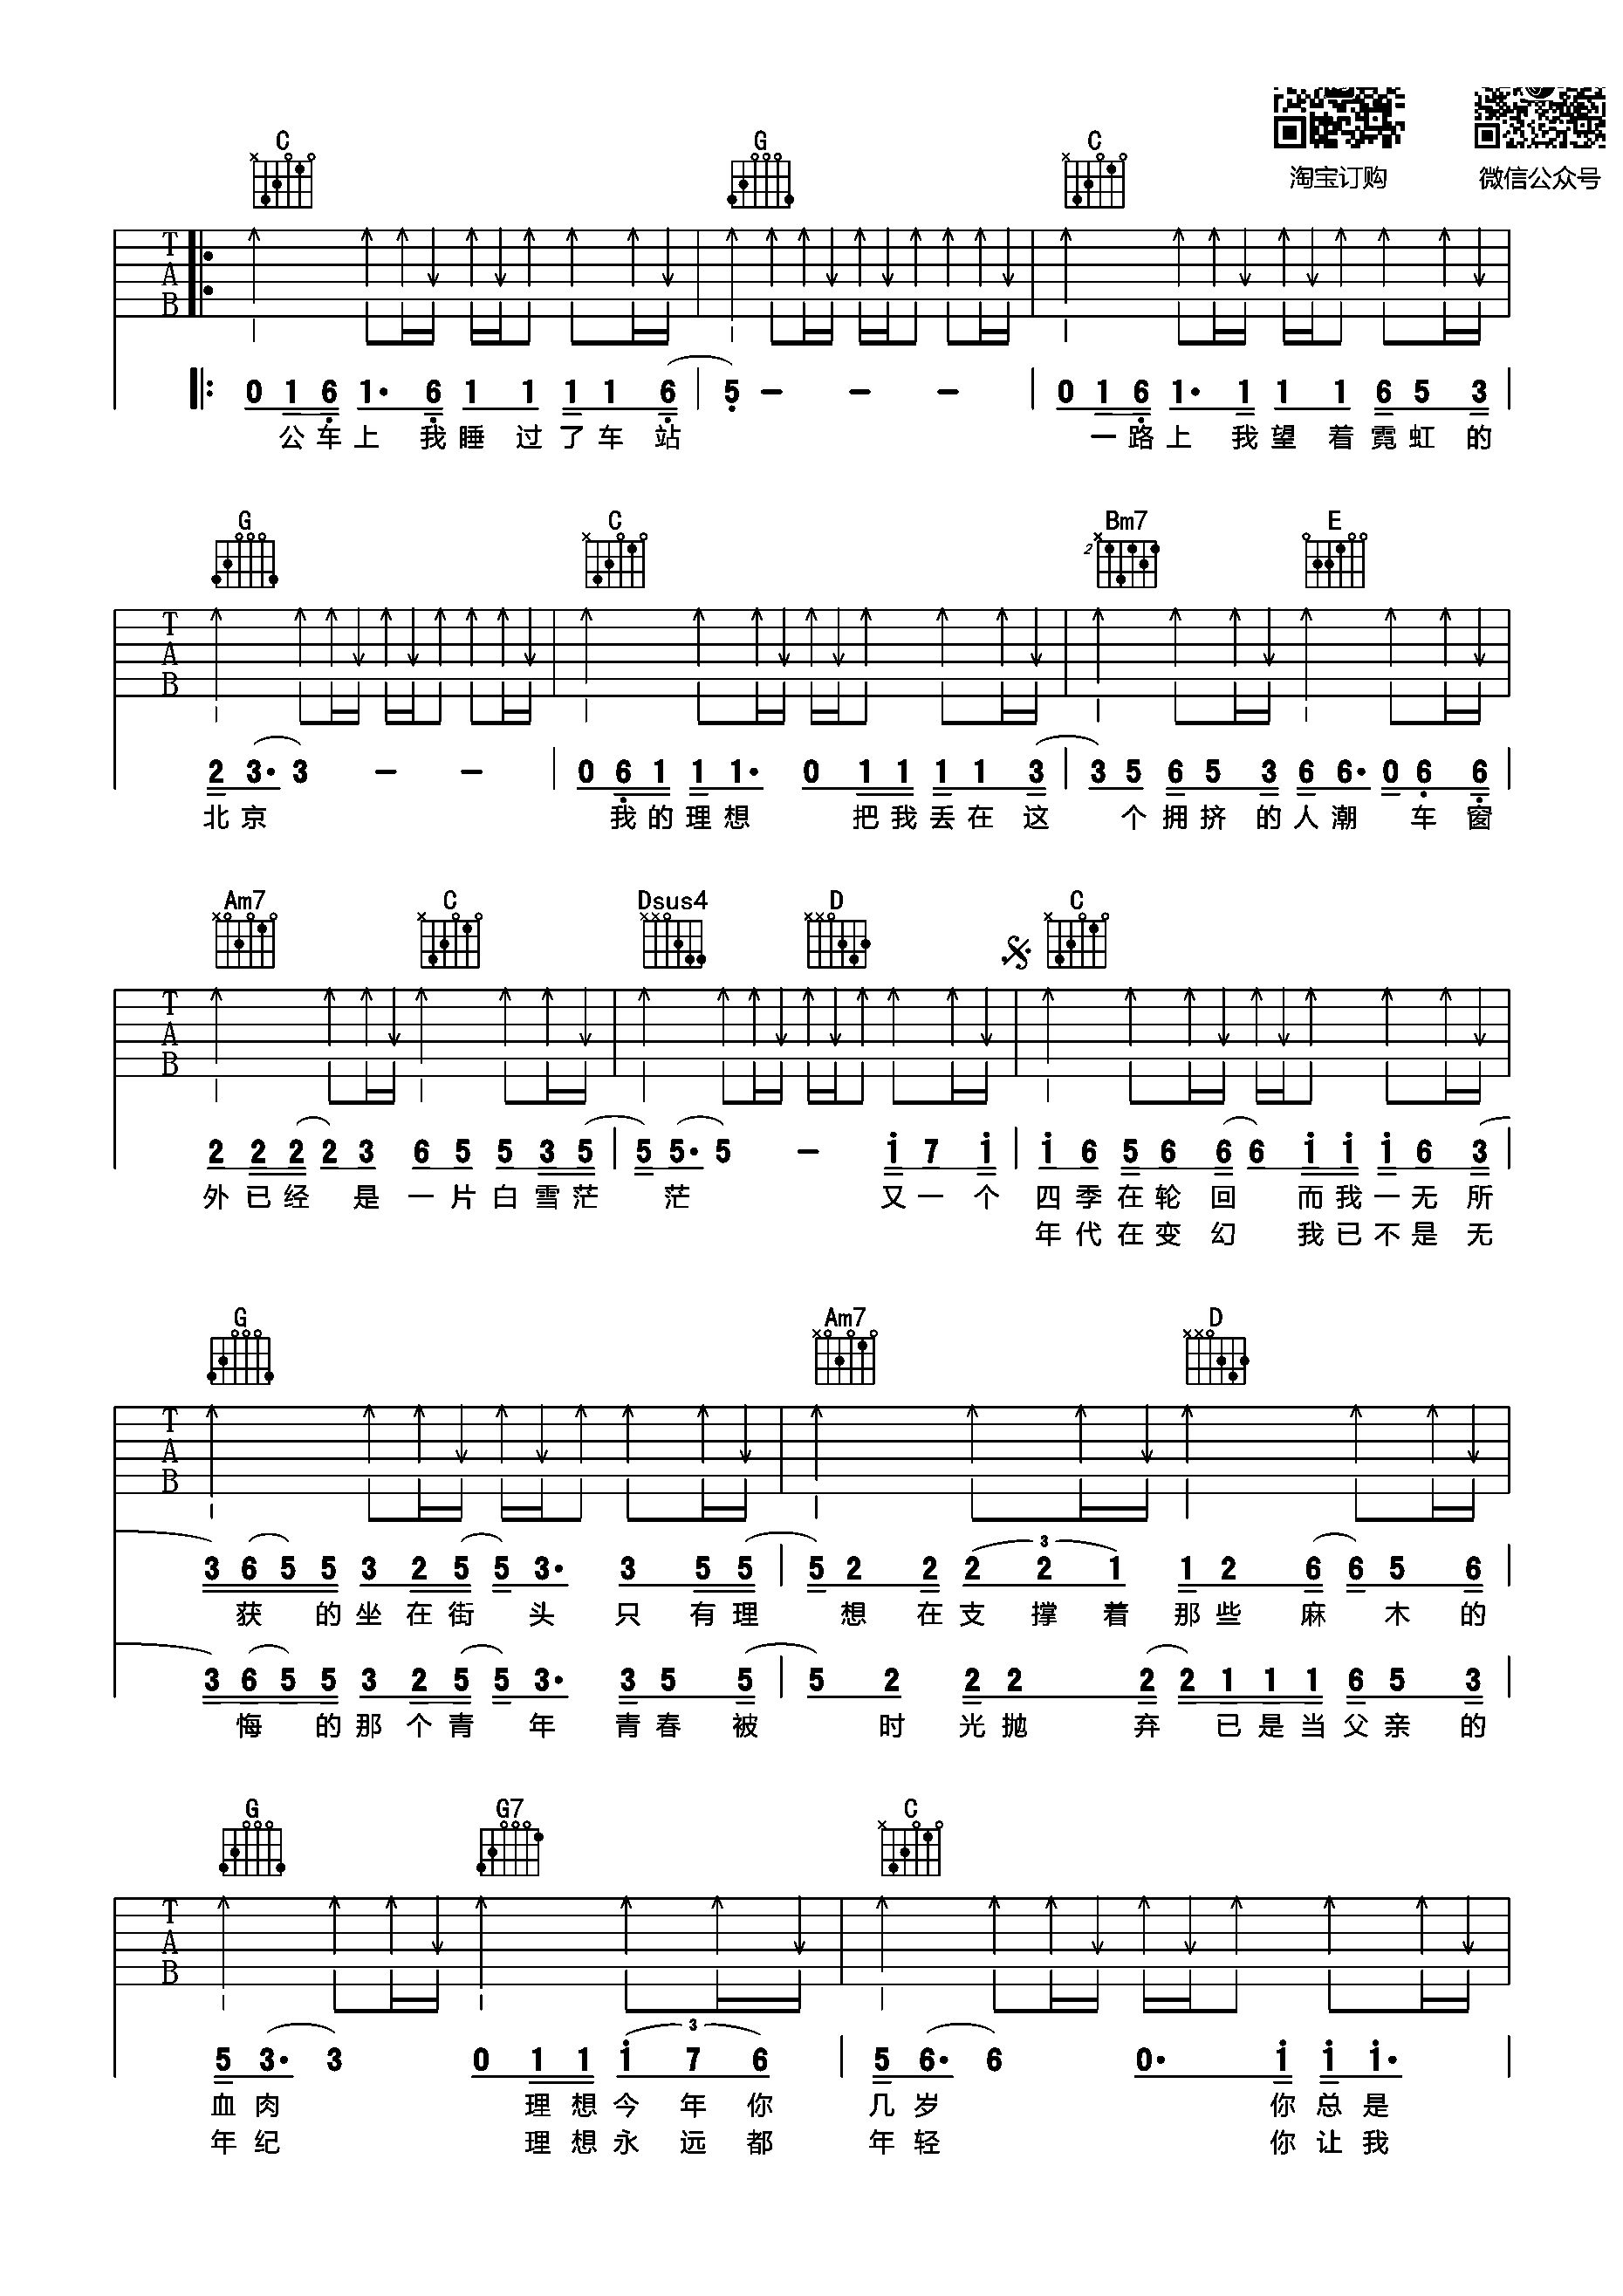 淘宝订购 微信公众号
C G C
T A B
0 1 6 1· 6 1 1 1 1 6 | 5 - - - | 0 1 6 1· 1 1 1 6 5 3 |
公车上 我睡过了车站 一路上 我望着霓虹的
G C Bm7 E
2
T A B
2 3· 3 - - | 0 6 1 1 1· 0 1 1 1 1 3 | 3 5 6 5 3 6 6· 0 6 6 |
北京 我的理想 把我丢在这 个拥挤的人潮 车窗
Am7 C Dsus4 D C
T A B
2 2 2 2 3 6 5 5 3 5 | 5 5· 5 - i 7 i | i 6 5 6 6 6 i i i 6 3 |
外已经 是一片白雪茫 茫 又一个 四季在轮回 而我一无所
年代在变幻 我已不是无
G Am7 D
T A B
3
3 6 5 5 3 2 5 5 3· 3 5 5 | 5 2 2 2 2 1 1 2 6 6 5 6 |
获 的坐在街 头 只有理 想在支撑着那些麻 木的
3 6 5 5 3 2 5 5 3· 3 5 5 | 5 2 2 2 2 2 1 1 1 6 5 3 |
悔 的那个青 年 青春被 时光抛 弃 已是当父亲的
G G7 C
T A B
3
5 3· 3 0 1 1 i 7 6 | 5 6· 6 0· i i i· |
血肉 理想今年你 几岁 你总是
年纪 理想永远都 年轻 你让我